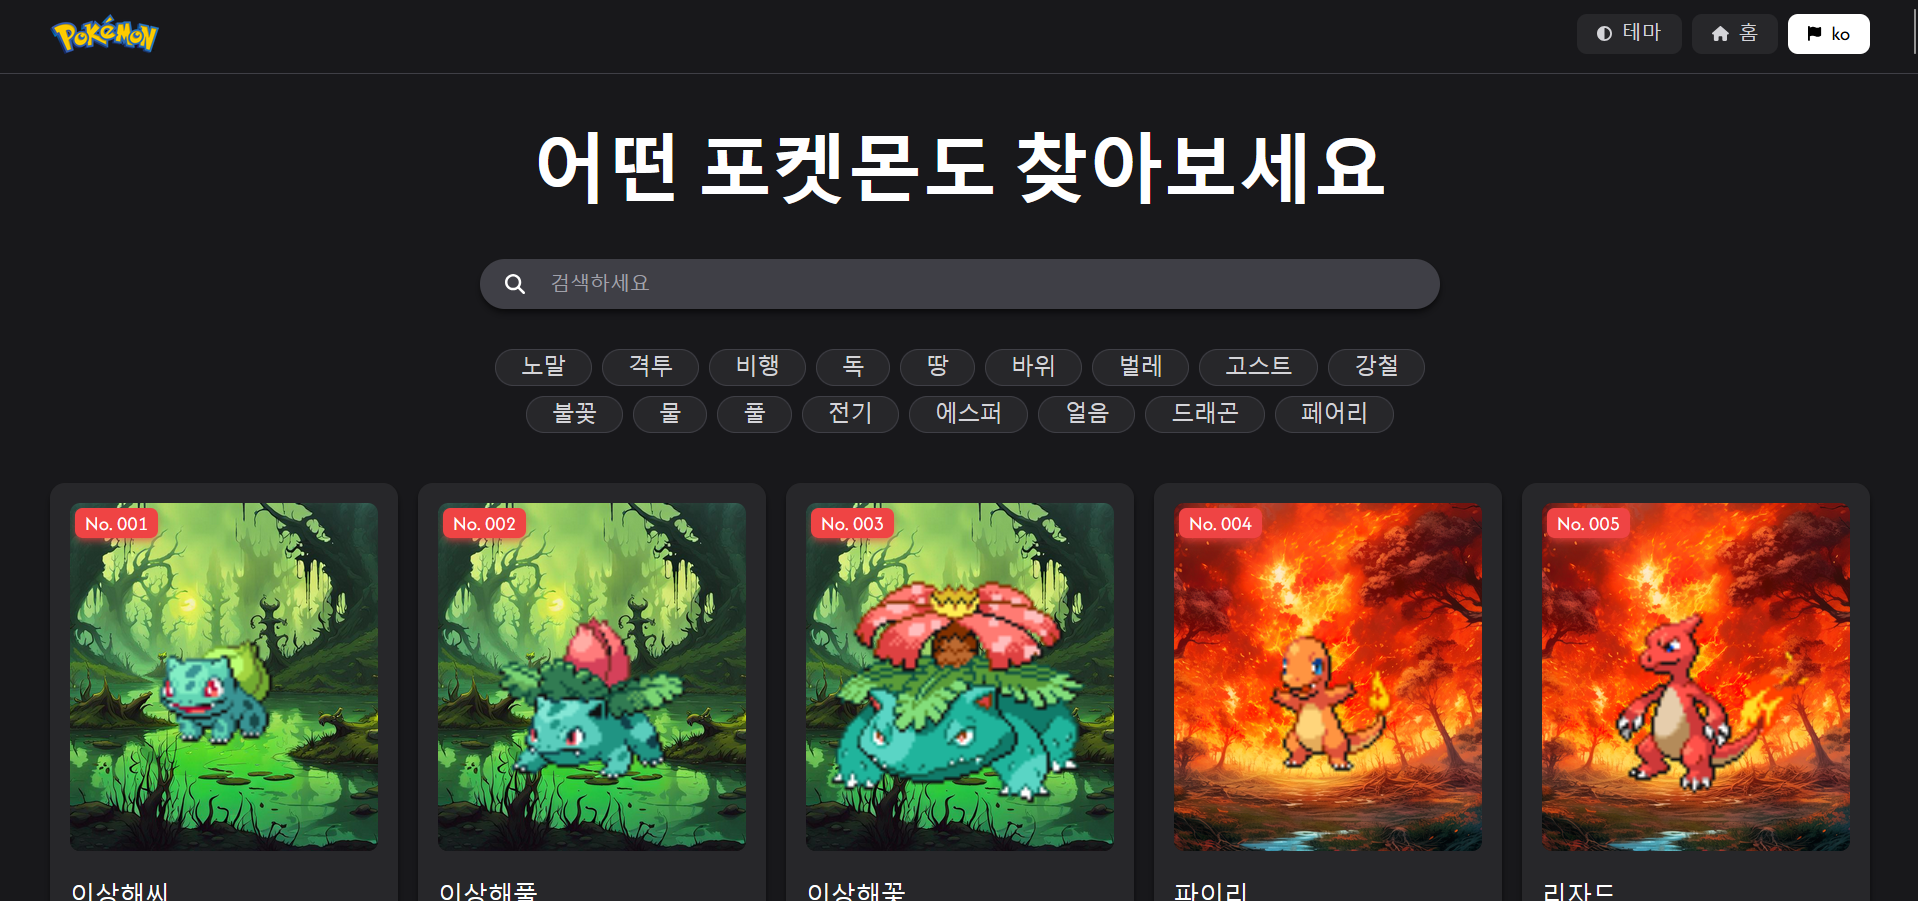 Pokémon
테마 홈 ko
어떤 포켓몬도 찾아보세요
검색하세요
노말 격투 비행 독 땅 바위 벌레 고스트 강철
불꽃 물 풀 전기 에스퍼 얼음 드래곤 페어리
No. 001 No. 002 No. 003 No. 004 No. 005
이상해씨 이상해풀 이상해꽃 파이리 리자드